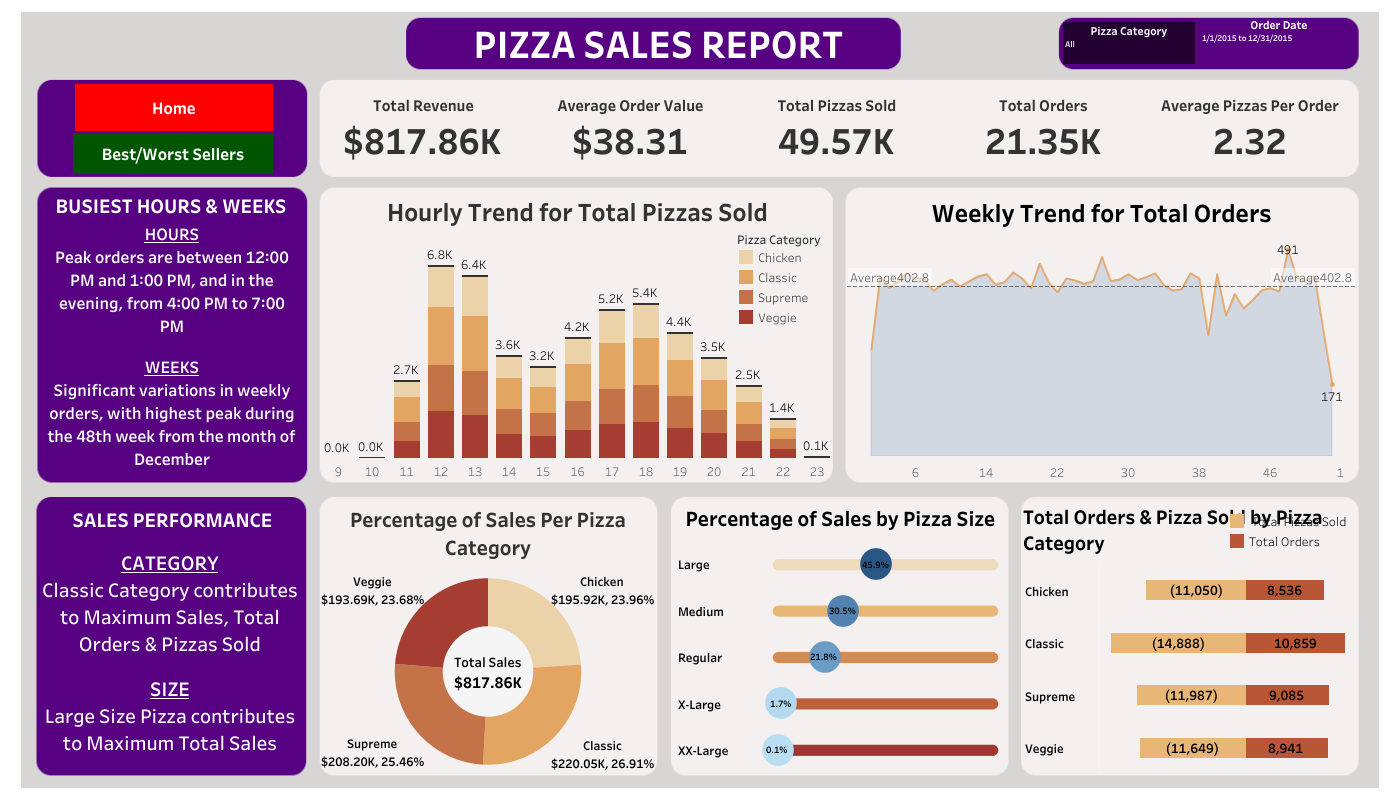 PIZZA SALES REPORT
Pizza Category
All
Order Date
1/1/2015 to 12/31/2015
Home
Best/Worst Sellers
Total Revenue
$817.86K
Average Order Value
$38.31
Total Pizzas Sold
49.57K
Total Orders
21.35K
Average Pizzas Per Order
2.32
BUSIEST HOURS & WEEKS
HOURS
Peak orders are between 12:00
PM and 1:00 PM, and in the
evening, from 4:00 PM to 7:00
PM
WEEKS
Significant variations in weekly
orders, with highest peak during
the 48th week from the month of
December
Hourly Trend for Total Pizzas Sold
Pizza Category
Chicken
Classic
Supreme
Veggie
0.0K 0.0K 2.7K 6.8K 6.4K 3.6K 3.2K 4.2K 5.2K 5.4K 4.4K 3.5K 2.5K 1.4K 0.1K
9 10 11 12 13 14 15 16 17 18 19 20 21 22 23
Weekly Trend for Total Orders
491
Average402.8 Average402.8
171
6 14 22 30 38 46 1
SALES PERFORMANCE
CATEGORY
Classic Category contributes
to Maximum Sales, Total
Orders & Pizzas Sold
SIZE
Large Size Pizza contributes
to Maximum Total Sales
Percentage of Sales Per Pizza
Category
Veggie
$193.69K, 23.68%
Chicken
$195.92K, 23.96%
Total Sales
$817.86K
Supreme
$208.20K, 25.46%
Classic
$220.05K, 26.91%
Percentage of Sales by Pizza Size
Large 45.9%
Medium 30.5%
Regular 21.8%
X-Large 1.7%
XX-Large 0.1%
Total Orders & Pizza Sold by Pizza
Category
Total Pizzas Sold
Total Orders
Chicken (11,050) 8,536
Classic (14,888) 10,859
Supreme (11,987) 9,085
Veggie (11,649) 8,941